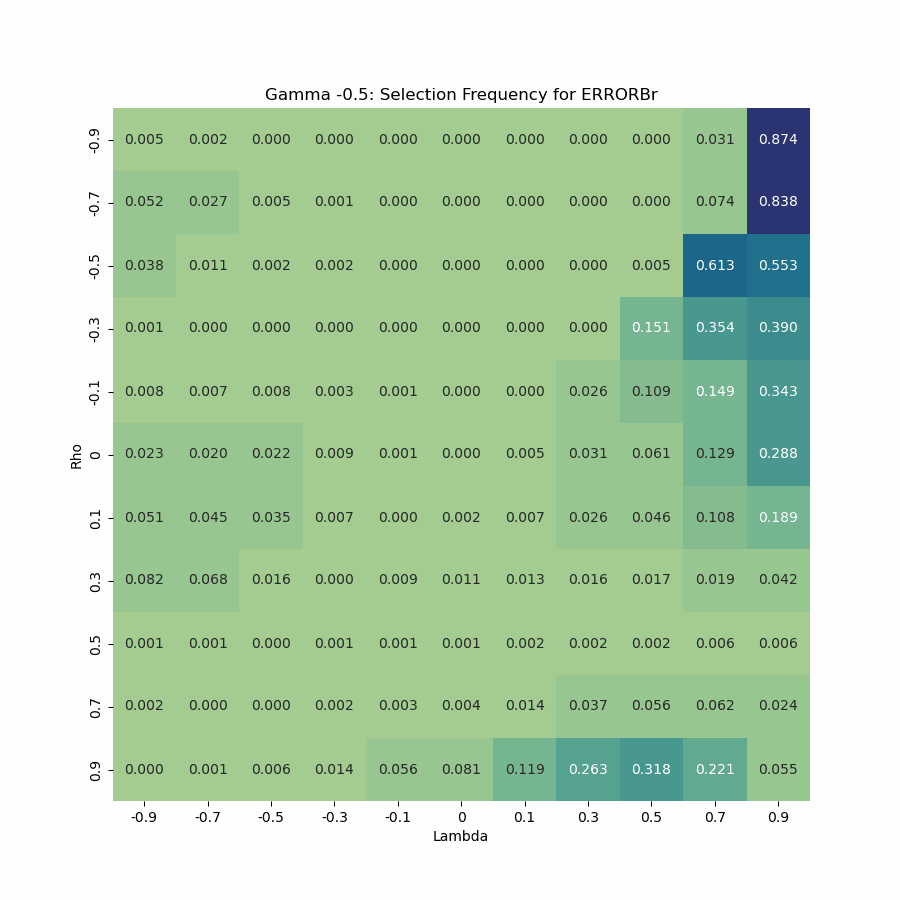 Gamma -0.5: Selection Frequency for ERRORBr
-0.9 0.005 0.002 0.000 0.000 0.000 0.000 0.000 0.000 0.000 0.031 0.874
-0.7 0.052 0.027 0.005 0.001 0.000 0.000 0.000 0.000 0.000 0.074 0.838
-0.5 0.038 0.011 0.002 0.002 0.000 0.000 0.000 0.000 0.005 0.613 0.553
-0.3 0.001 0.000 0.000 0.000 0.000 0.000 0.000 0.000 0.151 0.354 0.390
-0.1 0.008 0.007 0.008 0.003 0.001 0.000 0.000 0.026 0.109 0.149 0.343
Rho
0 0.023 0.020 0.022 0.009 0.001 0.000 0.005 0.031 0.061 0.129 0.288
0.1 0.051 0.045 0.035 0.007 0.000 0.002 0.007 0.026 0.046 0.108 0.189
0.3 0.082 0.068 0.016 0.000 0.009 0.011 0.013 0.016 0.017 0.019 0.042
0.5 0.001 0.001 0.000 0.001 0.001 0.001 0.002 0.002 0.002 0.006 0.006
0.7 0.002 0.000 0.000 0.002 0.003 0.004 0.014 0.037 0.056 0.062 0.024
0.9 0.000 0.001 0.006 0.014 0.056 0.081 0.119 0.263 0.318 0.221 0.055
-0.9 -0.7 -0.5 -0.3 -0.1 0 0.1 0.3 0.5 0.7 0.9
Lambda